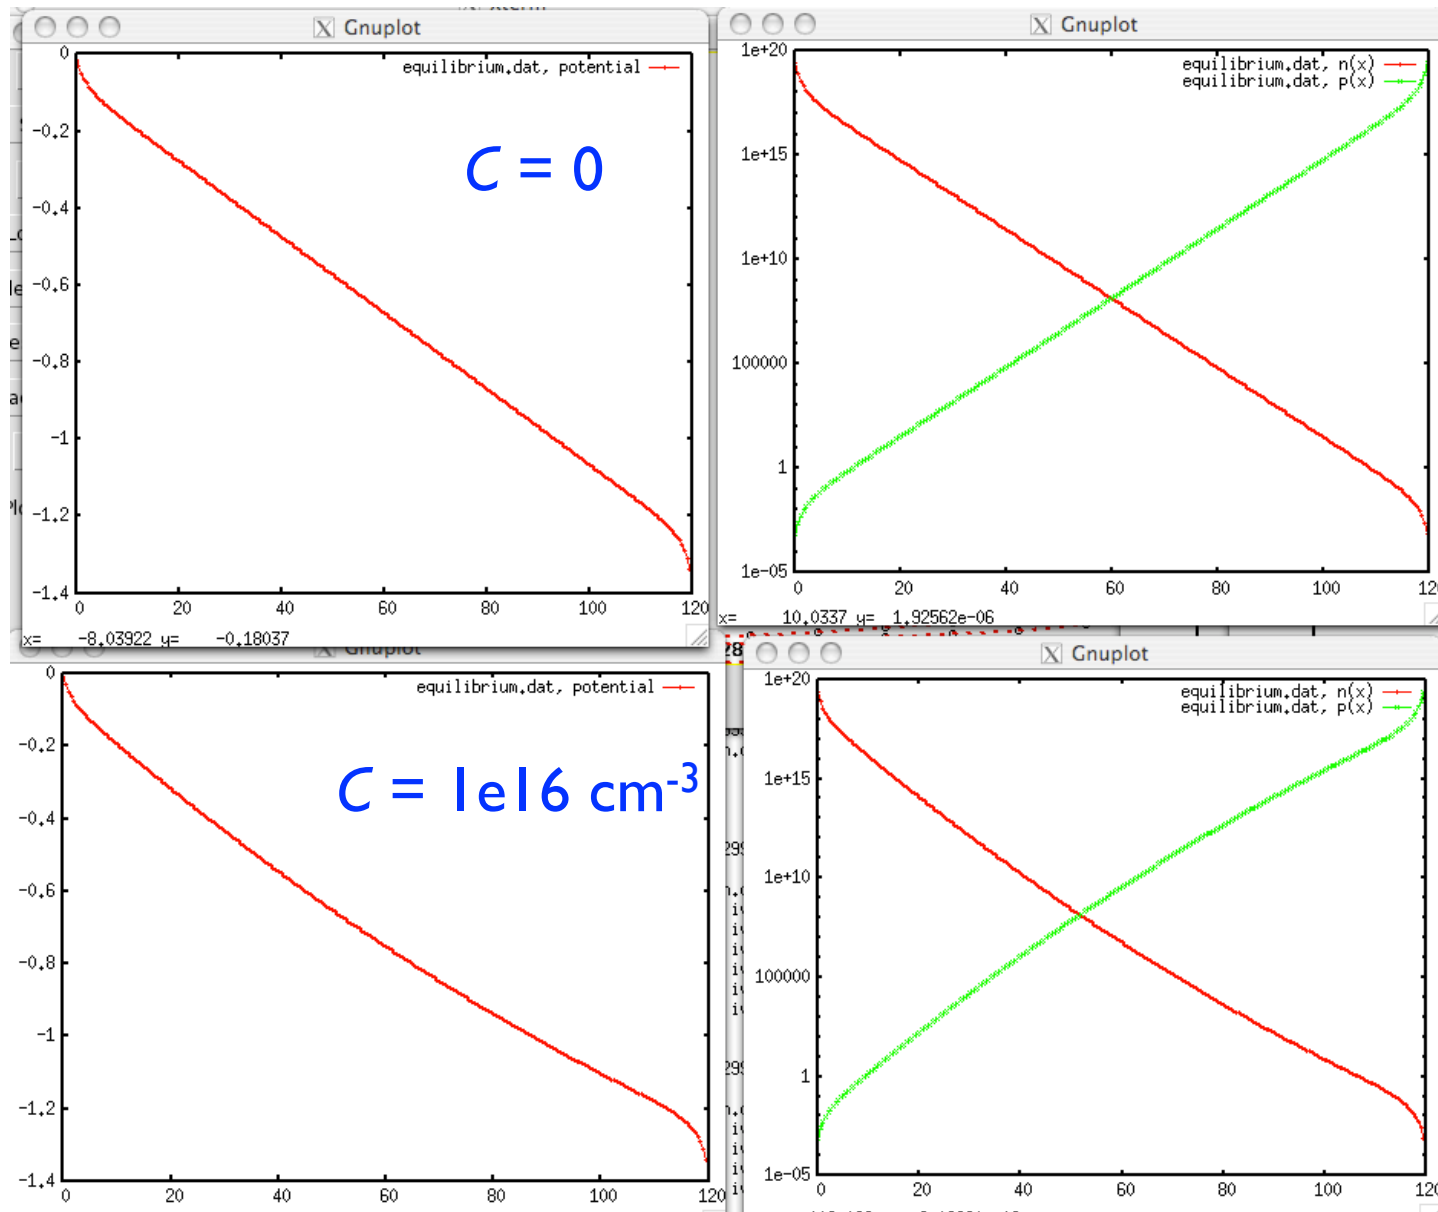 Gnuplot
equilibrium.dat, potential
C = 0
0
-0.2
-0.4
-0.6
-0.8
-1
-1.2
-1.4
0 20 40 60 80 100 120
x= -8.03922 y= -0.18037
Gnuplot
equilibrium.dat, n(x)
equilibrium.dat, p(x)
1e+20
1e+15
1e+10
100000
1
1e-05
0 20 40 60 80 100 120
x= 10.0337 y= 1.92562e-06
Gnuplot
equilibrium.dat, potential
C = 1e16 cm-3
0
-0.2
-0.4
-0.6
-0.8
-1
-1.2
-1.4
0 20 40 60 80 100 120
Gnuplot
equilibrium.dat, n(x)
equilibrium.dat, p(x)
1e+20
1e+15
1e+10
100000
1
1e-05
0 20 40 60 80 100 120